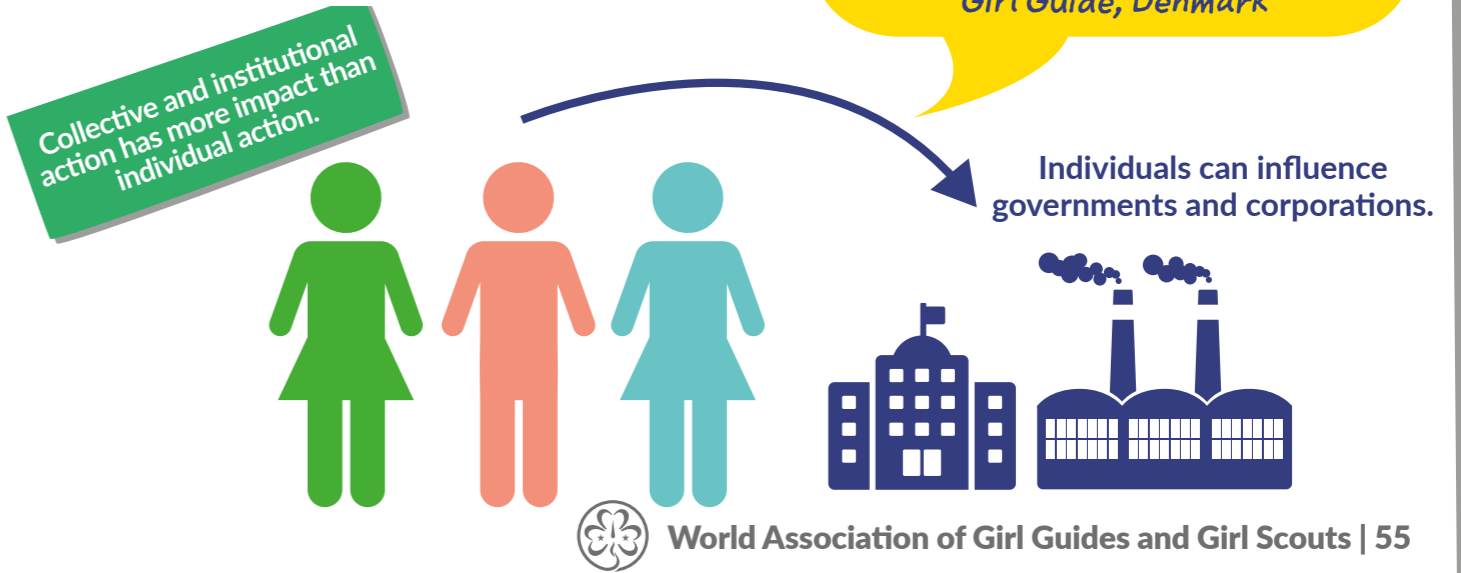 Girl Guide, Denmark
Collective and institutional
action has more impact than
individual action.
Individuals can influence
governments and corporations.
World Association of Girl Guides and Girl Scouts | 55